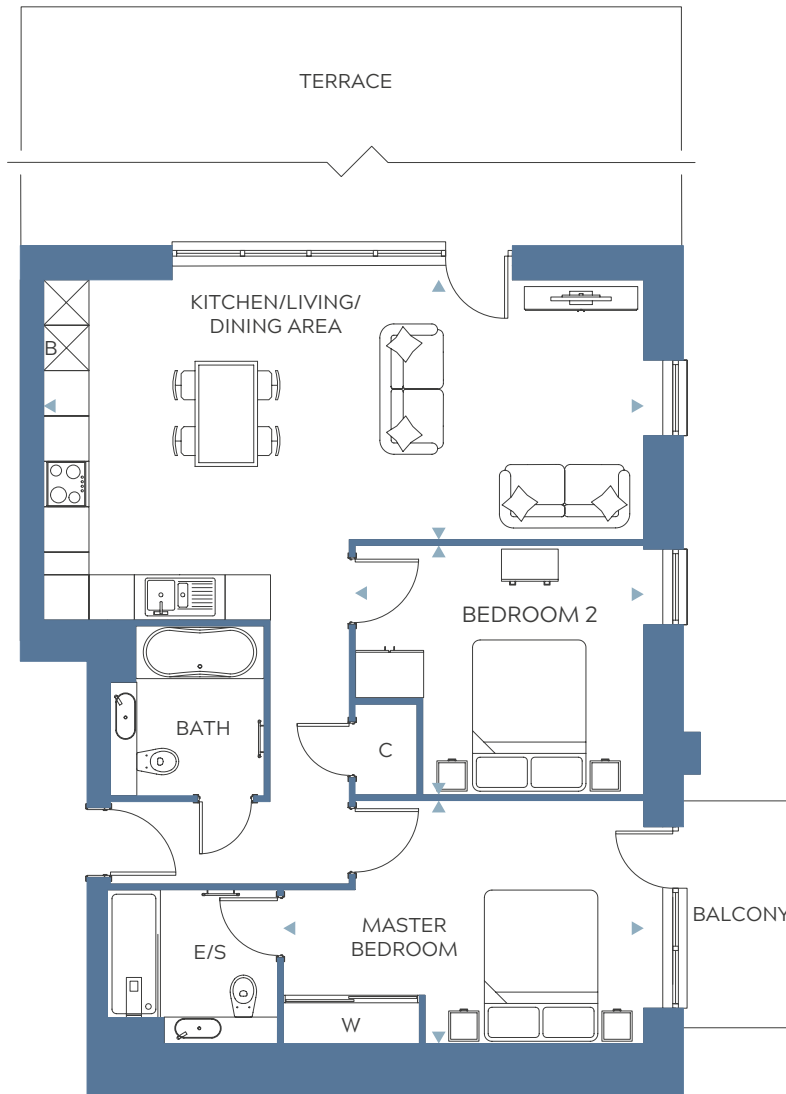 TERRACE
KITCHEN/LIVING/
DINING AREA
B
BEDROOM 2
BATH
C
MASTER
BEDROOM
BALCONY
E/S
W